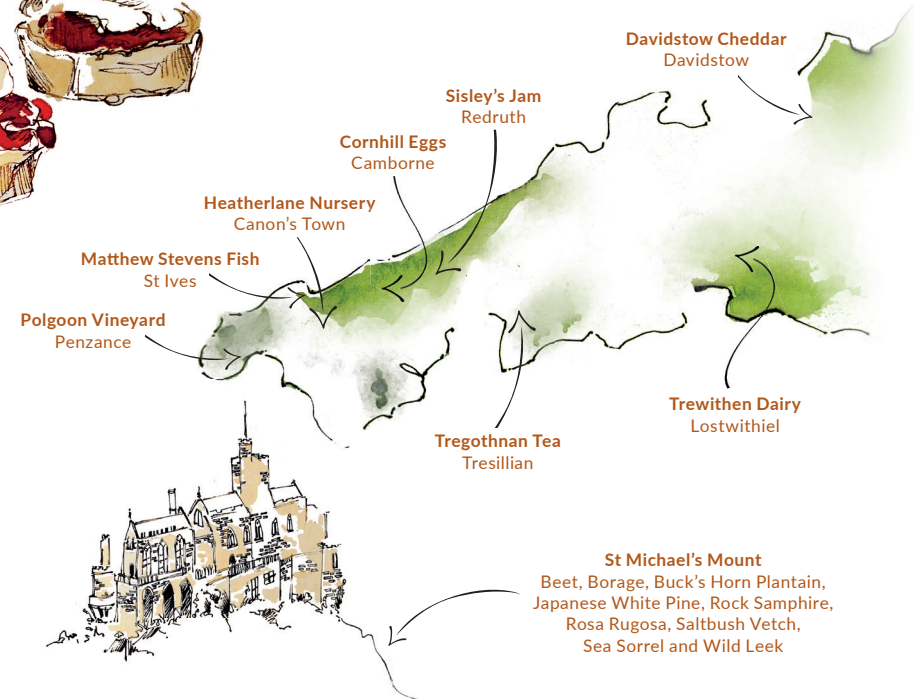 Davidstow Cheddar
Davidstow
Sisley's Jam
Redruth
Cornhill Eggs
Camborne
Heatherlane Nursery
Canon's Town
Matthew Stevens Fish
St Ives
Polgoon Vineyard
Penzance
Trewithen Dairy
Lostwithiel
Tregothnan Tea
Tresillian
St Michael's Mount
Beet, Borage, Buck's Horn Plantain,
Japanese White Pine, Rock Samphire,
Rosa Rugosa, Saltbush Vetch,
Sea Sorrel and Wild Leek